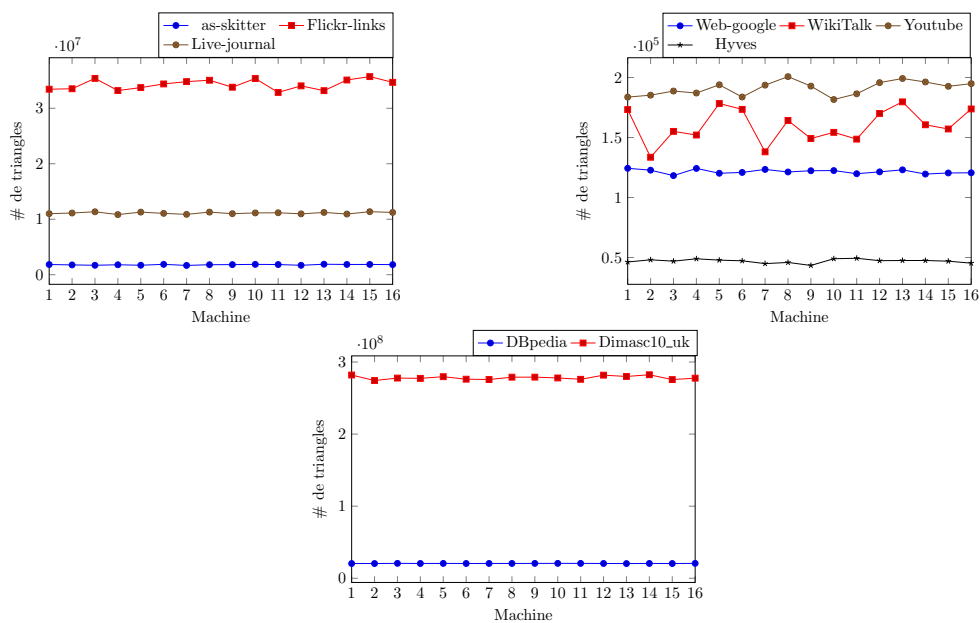 as-skitter Flickr-links
Live-journal
·10^7
3
2
1
0
# de triangles
1 2 3 4 5 6 7 8 9 10 11 12 13 14 15 16
Machine
Web-google WikiTalk Youtube
Hyves
·10^5
2
1.5
1
0.5
# de triangles
1 2 3 4 5 6 7 8 9 10 11 12 13 14 15 16
Machine
DBpedia Dimasc10_uk
·10^8
3
2
1
0
# de triangles
1 2 3 4 5 6 7 8 9 10 11 12 13 14 15 16
Machine